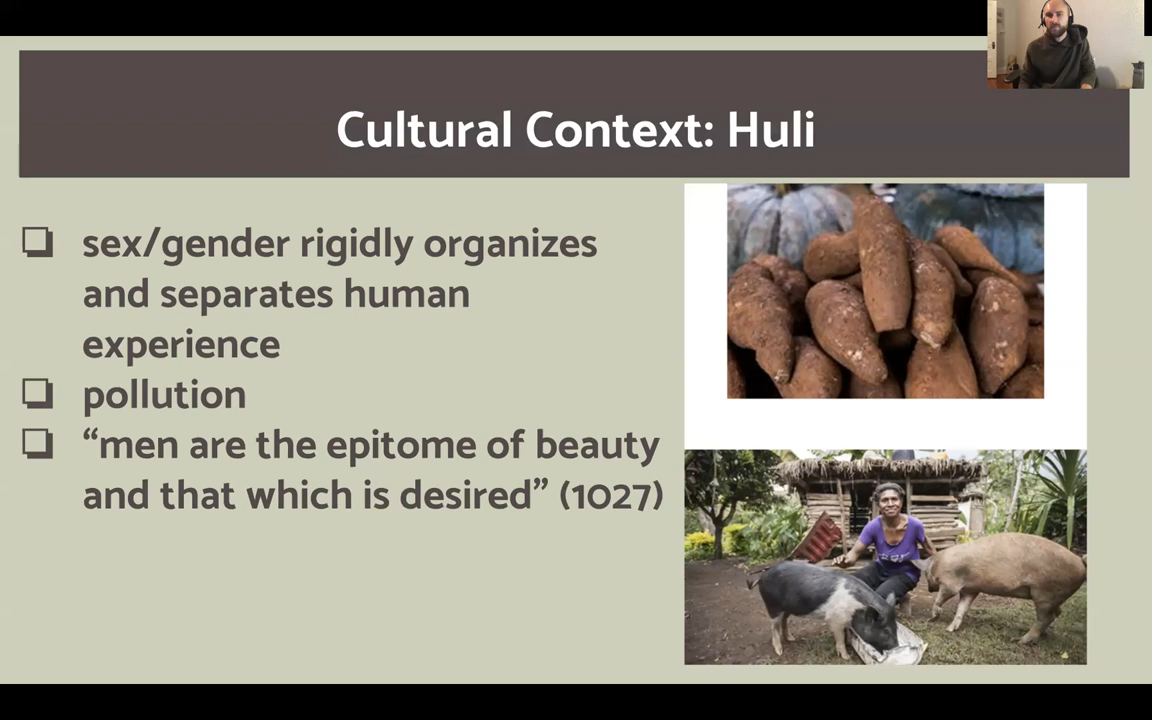 Cultural Context: Huli
sex/gender rigidly organizes
and separates human
experience
pollution
“men are the epitome of beauty
and that which is desired” (1027)